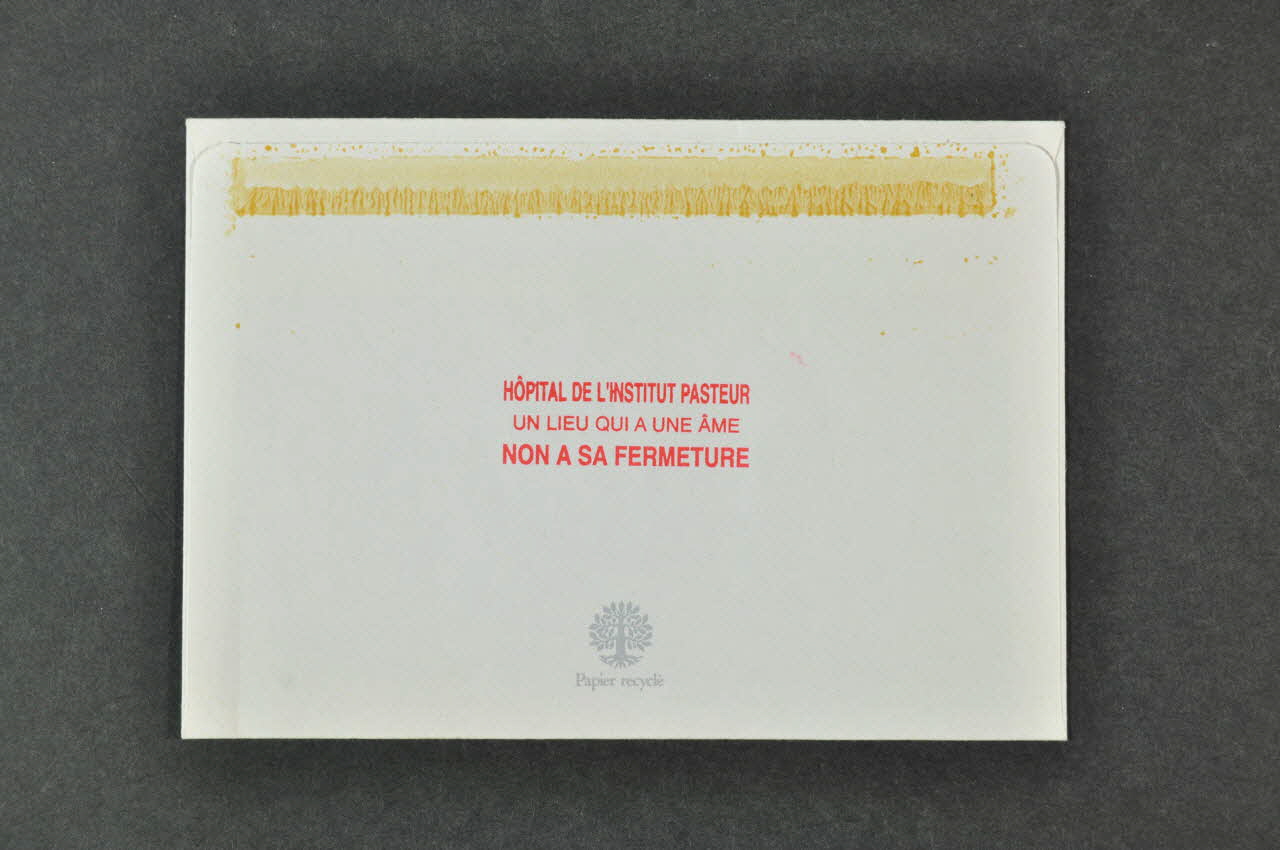 HÔPITAL DE L'INSTITUT PASTEUR
UN LIEU QUI A UNE ÂME
NON A SA FERMETURE
Papier recyclé